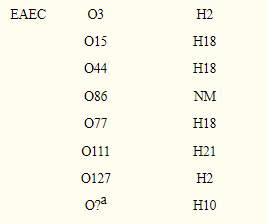 EAEC O3 H2
O15 H18
O44 H18
O86 NM
O77 H18
O111 H21
O127 H2
O?a H10